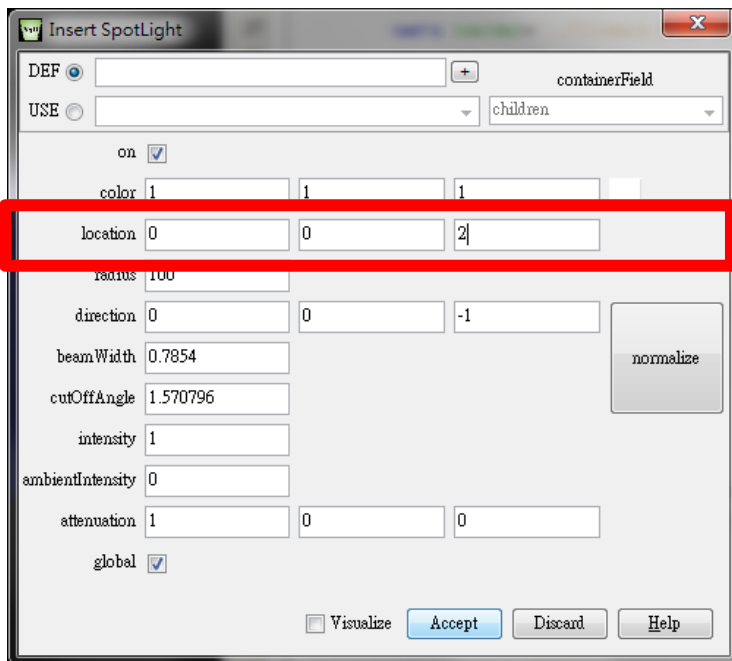 Insert SpotLight
DEF +
containerField
USE children
on
color 1 1 1
location 0 0 2
radius 100
direction 0 0 -1
beamWidth 0.7854
normalize
cutOffAngle 1.570796
intensity 1
ambientIntensity 0
attenuation 1 0 0
global
Visualize Accept Discard Help